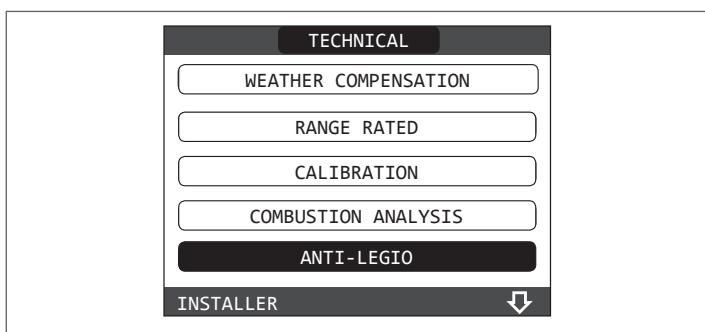 TECHNICAL
WEATHER COMPENSATION
RANGE RATED
CALIBRATION
COMBUSTION ANALYSIS
ANTI-LEGIO
INSTALLER